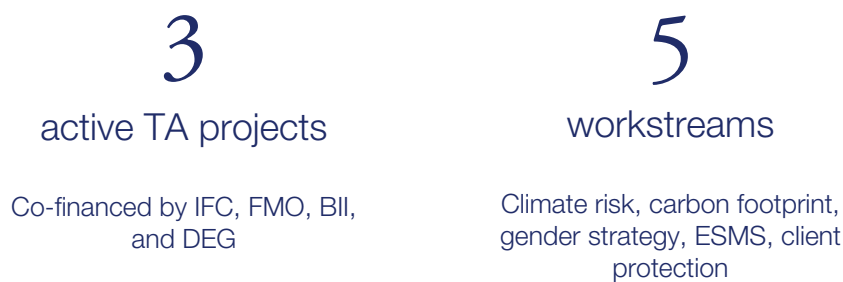 3
active TA projects
Co-financed by IFC, FMO, BII,
and DEG
5
workstreams
Climate risk, carbon footprint,
gender strategy, ESMS, client
protection